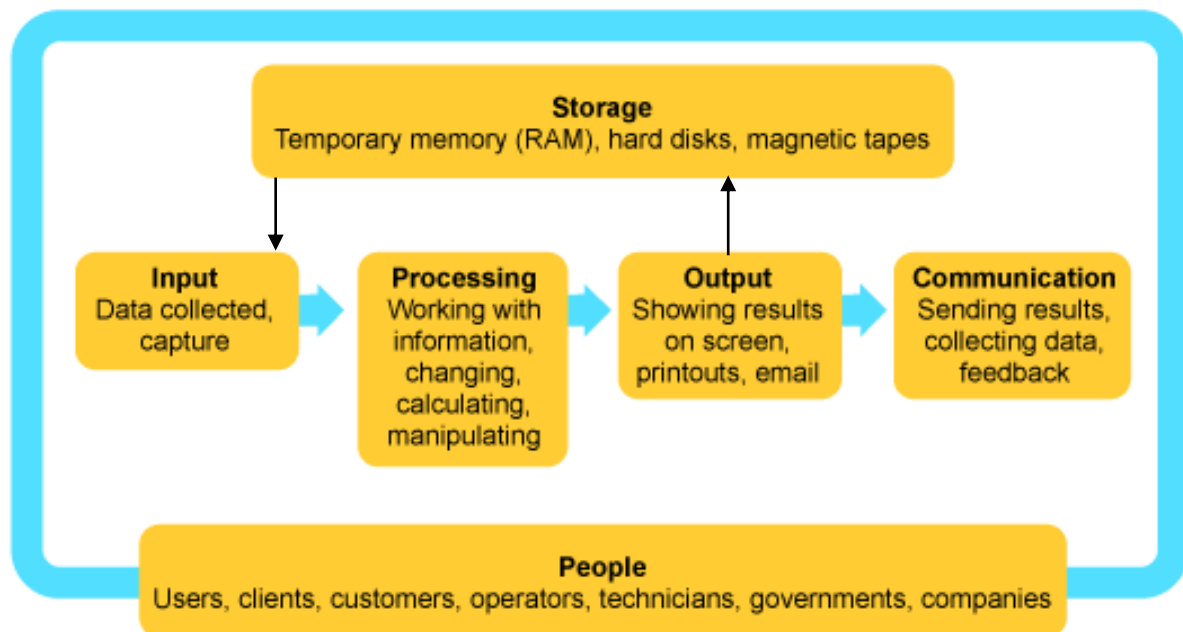 Storage
Temporary memory (RAM), hard disks, magnetic tapes
Input
Data collected,
capture
Processing
Working with
information,
changing,
calculating,
manipulating
Output
Showing results
on screen,
printouts, email
Communication
Sending results,
collecting data,
feedback
People
Users, clients, customers, operators, technicians, governments, companies